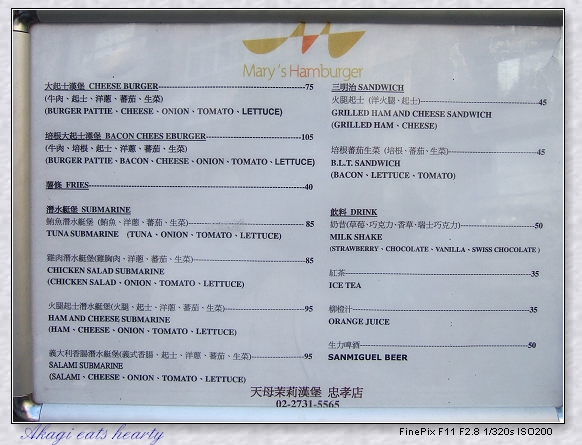 Mary's Hamburger
大起士漢堡 CHEESE BURGER 75
(牛肉、起士、洋蔥、蕃茄、生菜)
(BURGER PATTIE、CHEESE、ONION、TOMATO、LETTUCE)
培根大起士漢堡 BACON CHEES EBURGER 105
(牛肉、培根、起士、洋蔥、蕃茄、生菜)
(BURGER PATTIE、BACON、CHEESE、ONION、TOMATO、LETTUCE)
薯條 FRIES 40
潛水艇堡 SUBMARINE
鮪魚潛水艇堡 (鮪魚、洋蔥、蕃茄、生菜) 85
TUNA SUBMARINE (TUNA、ONION、TOMATO、LETTUCE)
雞肉潛水艇堡(雞胸肉、洋蔥、蕃茄、生菜) 85
CHICKEN SALAD SUBMARINE
(CHICKEN SALAD、ONION、TOMATO、LETTUCE)
火腿起士潛水艇堡(火腿、起士、洋蔥、蕃茄、生菜) 95
HAM AND CHEESE SUBMARINE
(HAM、CHEESE、ONION、TOMATO、LETTUCE)
義大利香腸潛水艇堡(義式香腸、起士、洋蔥、蕃茄、生菜) 95
SALAMI SUBMARINE
(SALAMI、CHEESE、ONION、TOMATO、LETTUCE)
三明治 SANDWICH
火腿起士 (洋火腿、起士) 45
GRILLED HAM AND CHEESE SANDWICH
(GRILLED HAM、CHEESE)
培根蕃茄生菜 (培根、蕃茄、生菜) 45
B.L.T. SANDWICH
(BACON、LETTUCE、TOMATO)
飲料 DRINK
奶昔(草莓、巧克力、香草、瑞士巧克力) 50
MILK SHAKE
(STRAWBERRY、CHOCOLATE、VANILLA、SWISS CHOCOLATE)
紅茶 35
ICE TEA
柳橙汁 35
ORANGE JUICE
生力啤酒 50
SANMIGUEL BEER
天母茉莉漢堡 忠孝店
02-2731-5565
Akagi eats hearty
FinePix F11 F2.8 1/320s ISO200